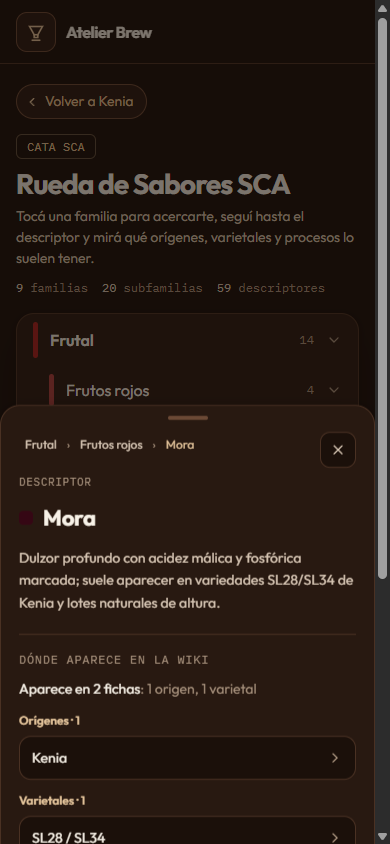 Atelier Brew
Volver a Kenia
CATA SCA
Rueda de Sabores SCA
Tocá una familia para acercarte, seguí hasta el
descriptor y mirá qué orígenes, varietales y procesos lo
suelen tener.
9 familias 20 subfamilias 59 descriptores
Frutal 14
Frutos rojos 4
Frutal › Frutos rojos › Mora
DESCRIPTOR
Mora
Dulzor profundo con acidez málica y fosfórica
marcada; suele aparecer en variedades SL28/SL34 de
Kenia y lotes naturales de altura.
DÓNDE APARECE EN LA WIKI
Aparece en 2 fichas: 1 origen, 1 varietal
Orígenes · 1
Kenia
Varietales · 1
SL28 / SL34